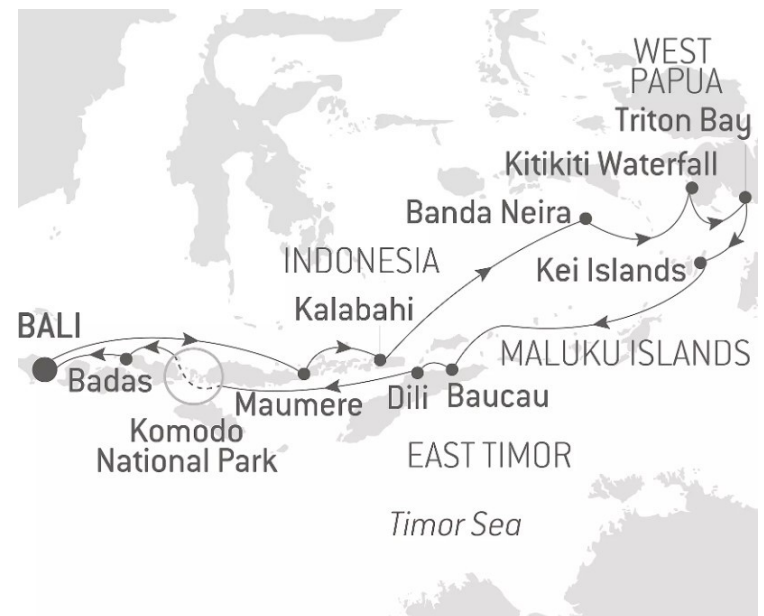 WEST
PAPUA
Triton Bay
Kitikiti Waterfall
Banda Neira
INDONESIA
Kei Islands
Kalabahi
BALI
MALUKU ISLANDS
Badas
Maumere
Dili
Baucau
Komodo
National Park
EAST TIMOR
Timor Sea